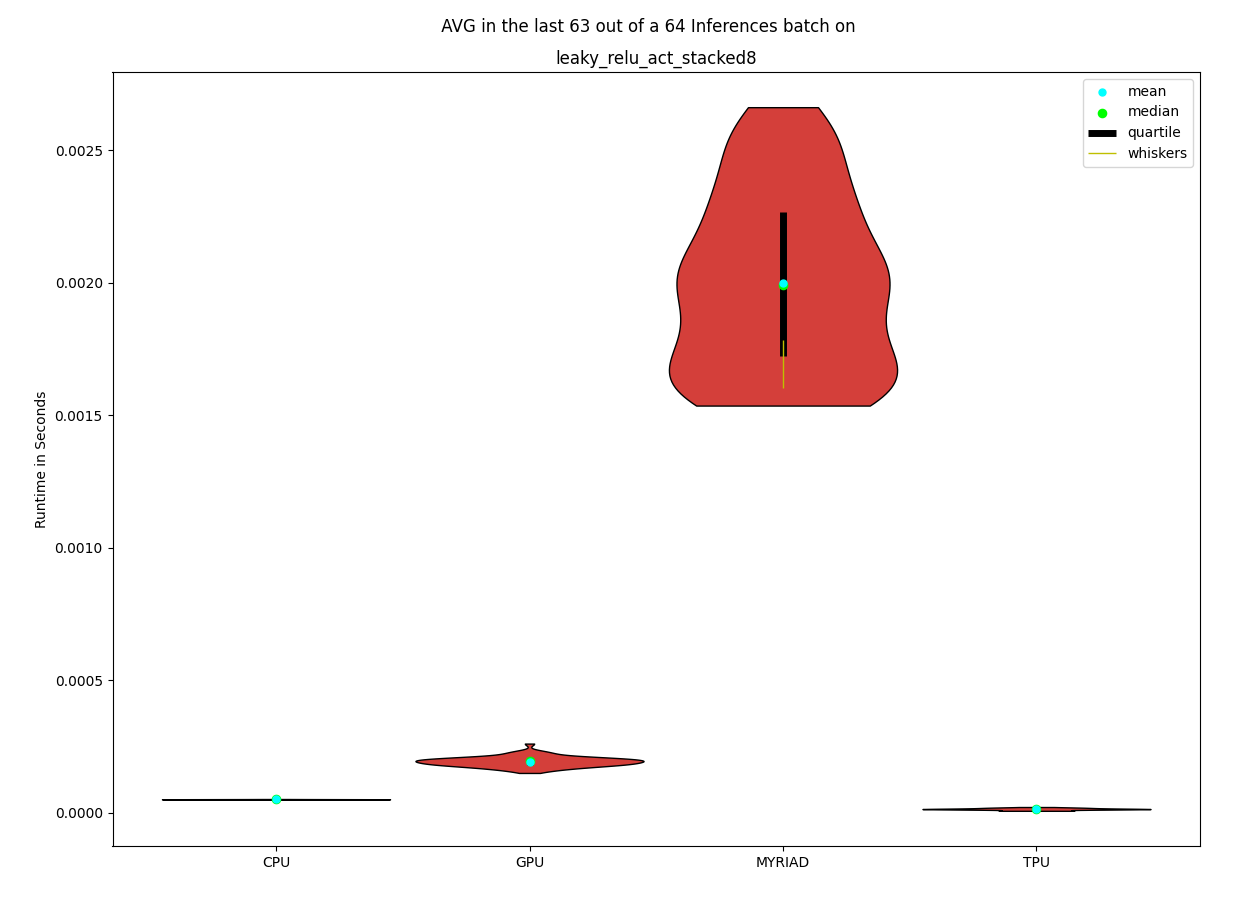 AVG in the last 63 out of a 64 Inferences batch on
leaky_relu_act_stacked8
mean
median
quartile
whiskers
Runtime in Seconds
0.0025
0.0020
0.0015
0.0010
0.0005
0.0000
CPU GPU MYRIAD TPU